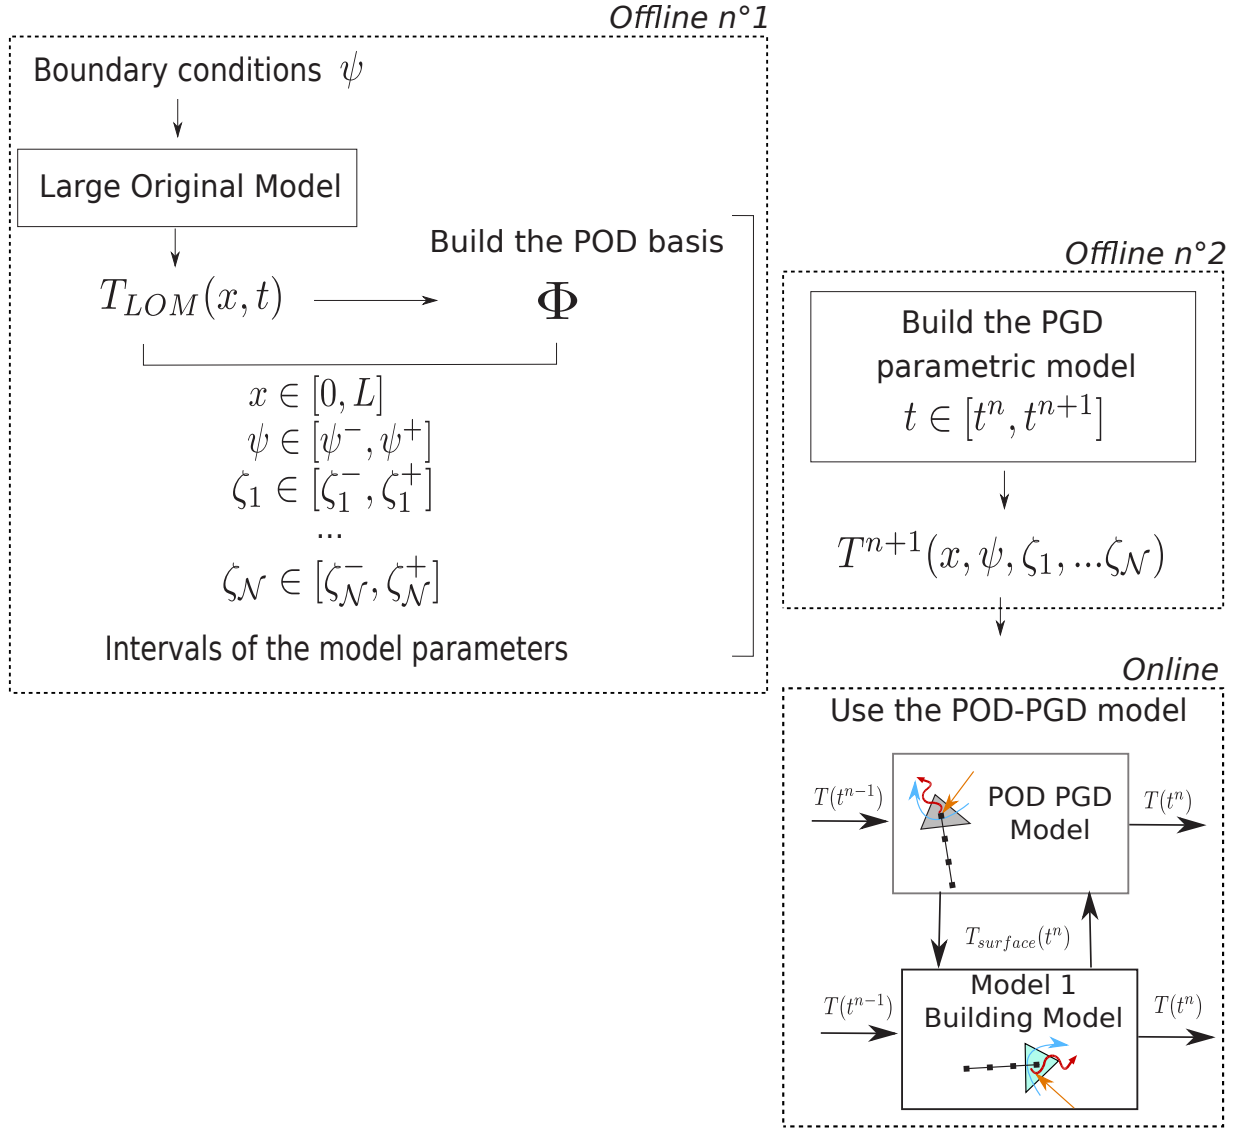 Offline n°1
Boundary conditions ψ
Large Original Model
Build the POD basis
T_{LOM}(x, t)
Φ
x ∈ [0, L]
ψ ∈ [ψ^-, ψ^+]
ζ_1 ∈ [ζ_1^-, ζ_1^+]
...
ζ_𝒩 ∈ [ζ_𝒩^-, ζ_𝒩^+]
Intervals of the model parameters
Offline n°2
Build the PGD
parametric model
t ∈ [t^n, t^{n+1}]
T^{n+1}(x, ψ, ζ_1, ...ζ_𝒩)
Online
Use the POD-PGD model
T(t^{n-1})
POD PGD
Model
T(t^n)
T_{surface}(t^n)
T(t^{n-1})
Model 1
Building Model
T(t^n)